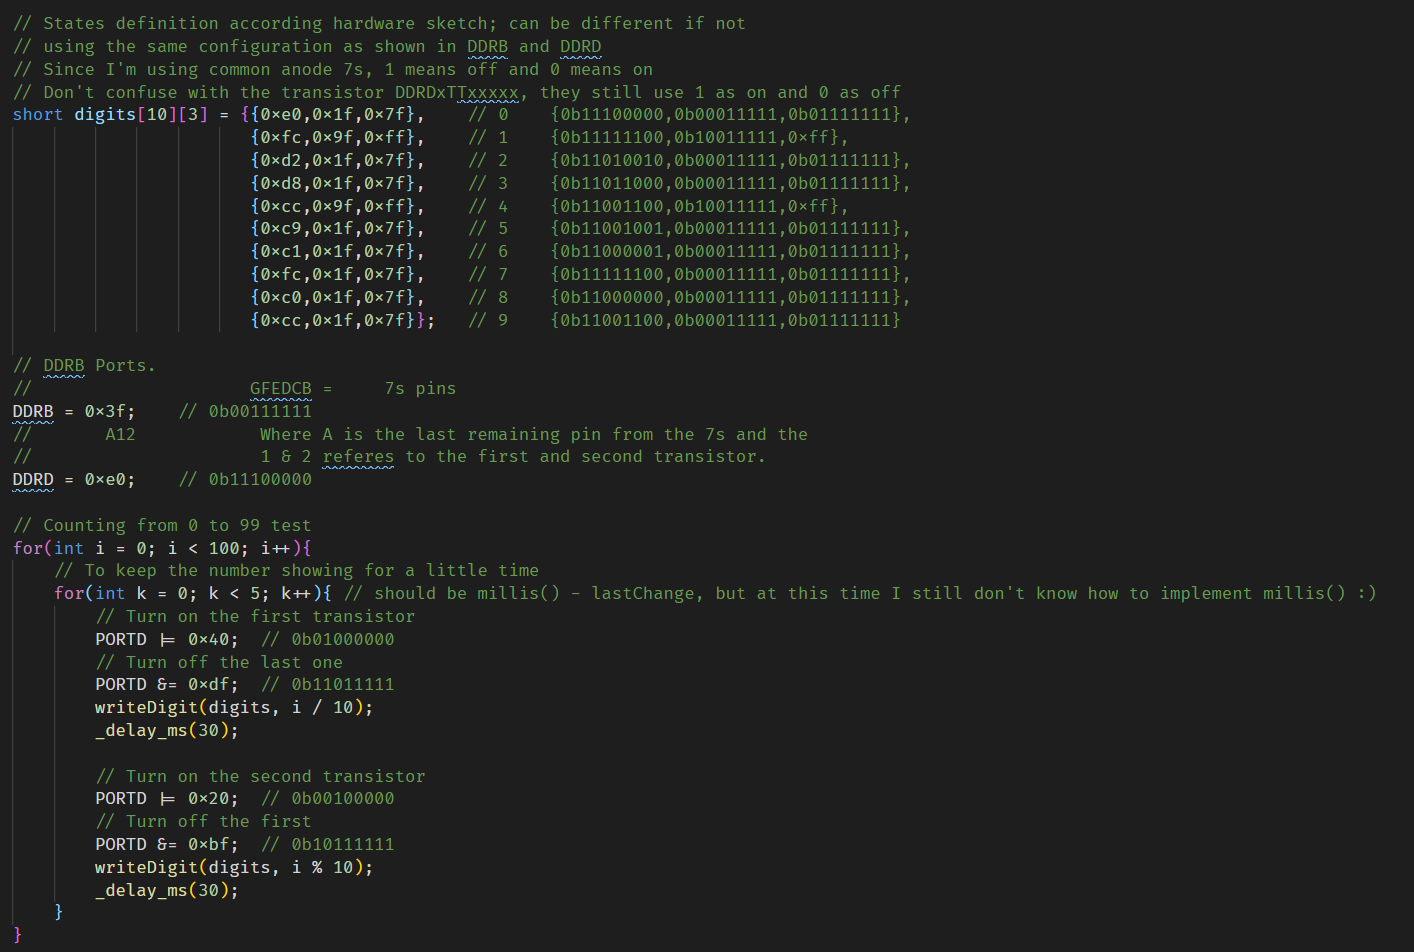 // States definition according hardware sketch; can be different if not
// using the same configuration as shown in DDRB and DDRD
// Since I'm using common anode 7s, 1 means off and 0 means on
// Don't confuse with the transistor DDRDxTTxxxxx, they still use 1 as on and 0 as off
short digits[10][3] = {{0xe0,0x1f,0x7f},    // 0    {0b11100000,0b00011111,0b01111111},
                       {0xfc,0x9f,0xff},    // 1    {0b11111100,0b10011111,0xff},
                       {0xd2,0x1f,0x7f},    // 2    {0b11010010,0b00011111,0b01111111},
                       {0xd8,0x1f,0x7f},    // 3    {0b11011000,0b00011111,0b01111111},
                       {0xcc,0x9f,0xff},    // 4    {0b11001100,0b10011111,0xff},
                       {0xc9,0x1f,0x7f},    // 5    {0b11001001,0b00011111,0b01111111},
                       {0xc1,0x1f,0x7f},    // 6    {0b11000001,0b00011111,0b01111111},
                       {0xfc,0x1f,0x7f},    // 7    {0b11111100,0b00011111,0b01111111},
                       {0xc0,0x1f,0x7f},    // 8    {0b11000000,0b00011111,0b01111111},
                       {0xcc,0x1f,0x7f}};   // 9    {0b11001100,0b00011111,0b01111111}
// DDRB Ports.
//                     GFEDCB =     7s pins
DDRB = 0x3f;    // 0b00111111
//       A12            Where A is the last remaining pin from the 7s and the
//                      1 & 2 referes to the first and second transistor.
DDRD = 0xe0;    // 0b11100000
// Counting from 0 to 99 test
for(int i = 0; i < 100; i++){
    // To keep the number showing for a little time
    for(int k = 0; k < 5; k++){ // should be millis() - lastChange, but at this time I still don't know how to implement millis() :)
        // Turn on the first transistor
        PORTD |= 0x40;  // 0b01000000
        // Turn off the last one
        PORTD &= 0xdf;  // 0b11011111
        writeDigit(digits, i / 10);
        _delay_ms(30);
        // Turn on the second transistor
        PORTD |= 0x20;  // 0b00100000
        // Turn off the first
        PORTD &= 0xbf;  // 0b10111111
        writeDigit(digits, i % 10);
        _delay_ms(30);
    }
}